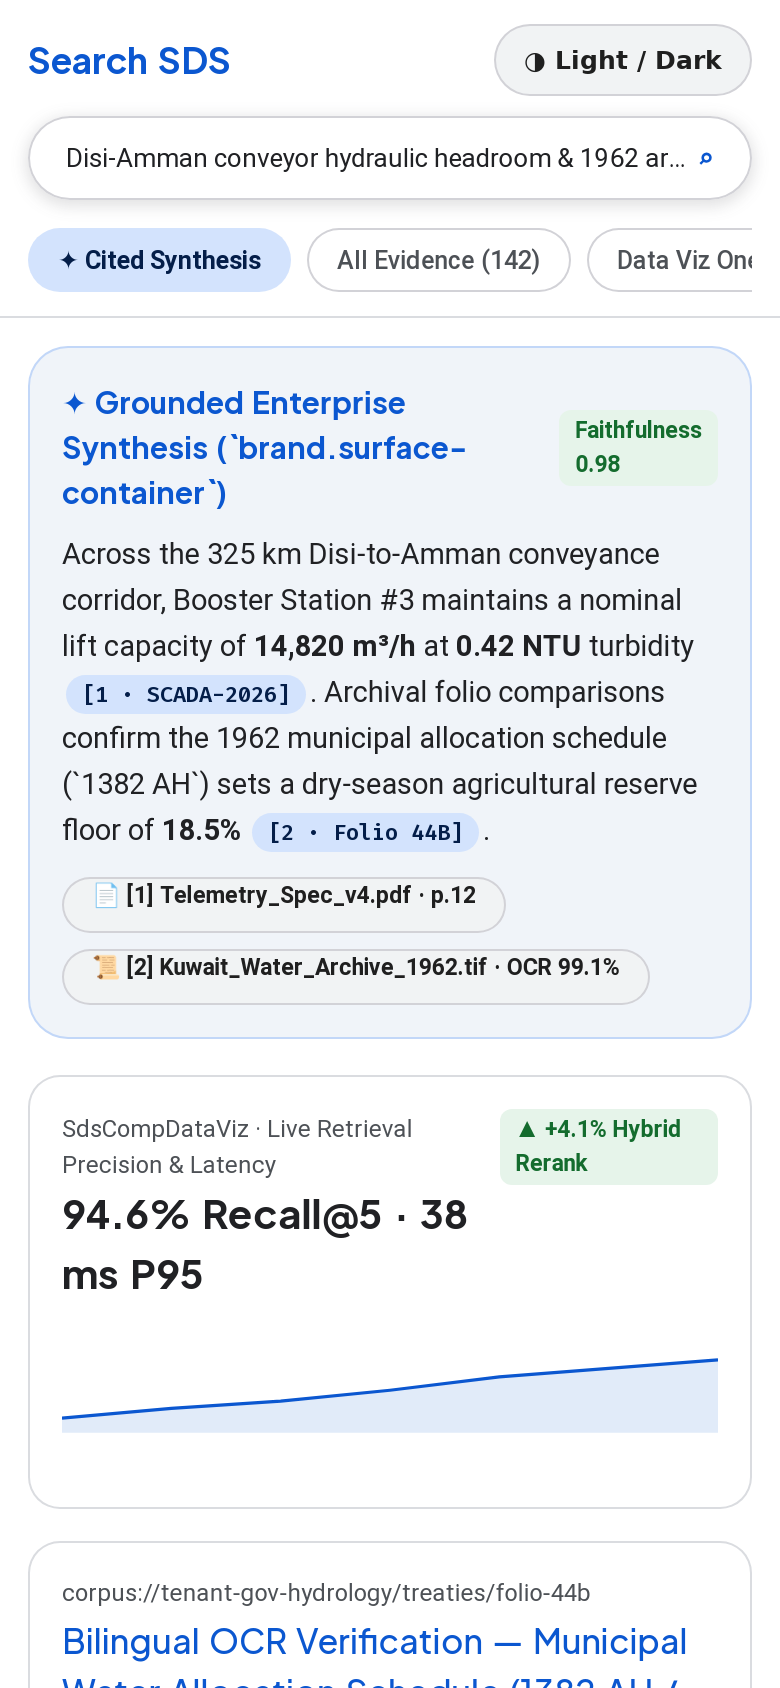 Search SDS
◑ Light / Dark
Disi-Amman conveyor hydraulic headroom & 1962 ar…
✦ Cited Synthesis
All Evidence (142)
Data Viz One
✦ Grounded Enterprise
Synthesis (`brand.surface-
container`)
Faithfulness
0.98
Across the 325 km Disi-to-Amman conveyance
corridor, Booster Station #3 maintains a nominal
lift capacity of 14,820 m³/h at 0.42 NTU turbidity
[1 • SCADA-2026] . Archival folio comparisons
confirm the 1962 municipal allocation schedule
(`1382 AH`) sets a dry-season agricultural reserve
floor of 18.5% [2 • Folio 44B] .
📄 [1] Telemetry_Spec_v4.pdf · p.12
📜 [2] Kuwait_Water_Archive_1962.tif · OCR 99.1%
SdsCompDataViz · Live Retrieval
Precision & Latency
94.6% Recall@5 · 38
ms P95
▲ +4.1% Hybrid
Rerank
corpus://tenant-gov-hydrology/treaties/folio-44b
Bilingual OCR Verification — Municipal
Water Allocation Schedule (1382 AH /